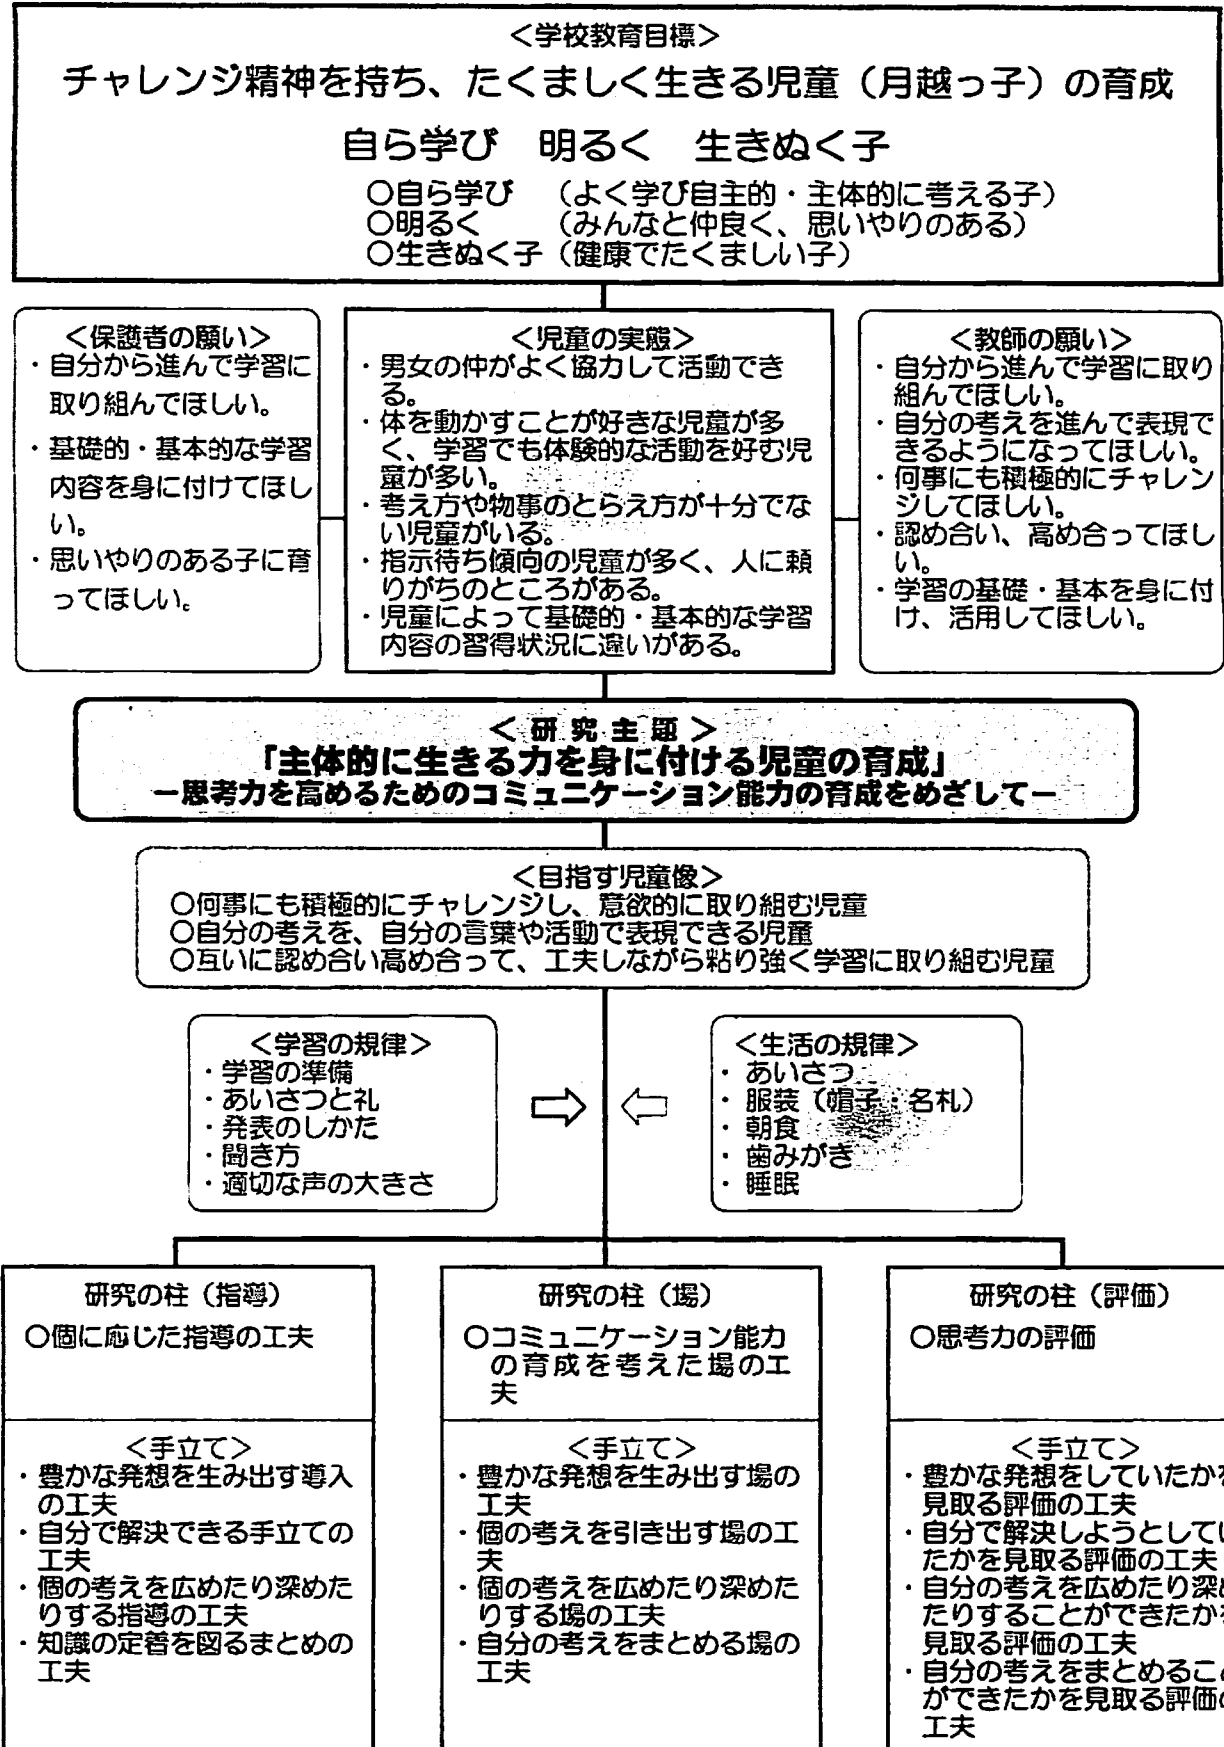 ＜学校教育目標＞
チャレンジ精神を持ち、たくましく生きる児童（月越っ子）の育成
自ら学び　明るく　生きぬく子
○自ら学び　（よく学び自主的・主体的に考える子）
○明るく　　（みんなと仲良く、思いやりのある）
○生きぬく子（健康でたくましい子）
＜保護者の願い＞
・自分から進んで学習に
取り組んでほしい。
・基礎的・基本的な学習
内容を身に付けてほし
い。
・思いやりのある子に育
ってほしい。
＜児童の実態＞
・男女の仲がよく協力して活動でき
る。
・体を動かすことが好きな児童が多
く、学習でも体験的な活動を好む児
童が多い。
・考え方や物事のとらえ方が十分でな
い児童がいる。
・指示待ち傾向の児童が多く、人に頼
りがちのところがある。
・児童によって基礎的・基本的な学習
内容の習得状況に違いがある。
＜教師の願い＞
・自分から進んで学習に取り
組んでほしい。
・自分の考えを進んで表現で
きるようになってほしい。
・何事にも積極的にチャレン
ジしてほしい。
・認め合い、高め合ってほし
い。
・学習の基礎・基本を身に付
け、活用してほしい。
＜研究主題＞
「主体的に生きる力を身に付ける児童の育成」
ー思考力を高めるためのコミュニケーション能力の育成をめざしてー
＜目指す児童像＞
○何事にも積極的にチャレンジし、意欲的に取り組む児童
○自分の考えを、自分の言葉や活動で表現できる児童
○互いに認め合い高め合って、工夫しながら粘り強く学習に取り組む児童
＜学習の規律＞
・学習の準備
・あいさつと礼
・発表のしかた
・聞き方
・適切な声の大きさ
＜生活の規律＞
・あいさつ
・服装（帽子・名札）
・朝食
・歯みがき
・睡眠
研究の柱（指導）
○個に応じた指導の工夫
＜手立て＞
・豊かな発想を生み出す導入
の工夫
・自分で解決できる手立ての
工夫
・個の考えを広めたり深めた
りする指導の工夫
・知識の定着を図るまとめの
工夫
研究の柱（場）
○コミュニケーション能力
の育成を考えた場の工
夫
＜手立て＞
・豊かな発想を生み出す場の
工夫
・個の考えを引き出す場の工
夫
・個の考えを広めたり深めた
りする場の工夫
・自分の考えをまとめる場の
工夫
研究の柱（評価）
○思考力の評価
＜手立て＞
・豊かな発想をしていたかを
見取る評価の工夫
・自分で解決しようとしてい
たかを見取る評価の工夫
・自分の考えを広めたり深め
たりすることができたかを
見取る評価の工夫
・自分の考えをまとめること
ができたかを見取る評価の
工夫